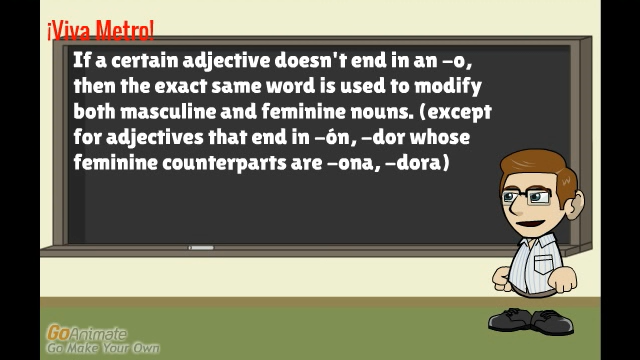 ¡Viva Metro!
If a certain adjective doesn't end in an -o,
then the exact same word is used to modify
both masculine and feminine nouns. (except
for adjectives that end in -ón, -dor whose
feminine counterparts are -ona, -dora)
GoAnimate
Go Make Your Own